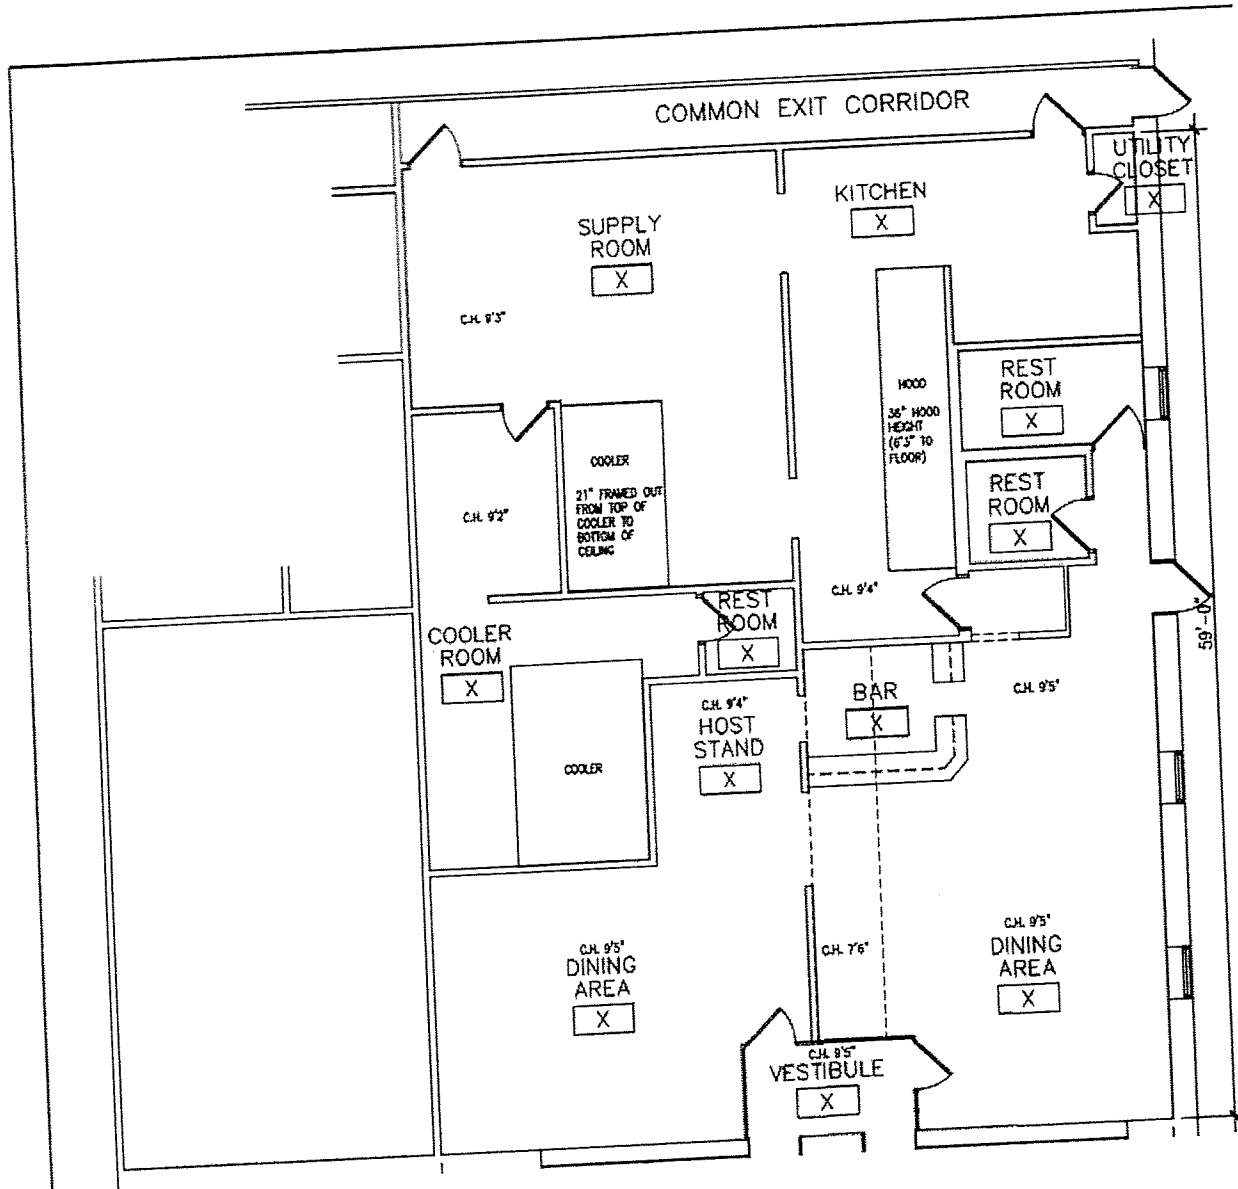 COMMON EXIT CORRIDOR
UTILITY
CLOSET
X
KITCHEN
X
SUPPLY
ROOM
X
C.H. 9'3"
REST
ROOM
X
HOOD
36" HOOD
HEIGHT
(6'3" TO
FLOOR)
COOLER
21" FRAMED OUT
FROM TOP OF
COOLER TO
BOTTOM OF
CEILING
C.H. 9'2"
REST
ROOM
X
C.H. 9'4"
REST
ROOM
X
59'-0"
COOLER
ROOM
X
C.H. 9'4"
HOST
STAND
X
BAR
X
C.H. 9'5"
COOLER
C.H. 9'5"
DINING
AREA
X
C.H. 7'6"
C.H. 9'5"
DINING
AREA
X
C.H. 9'5"
VESTIBULE
X